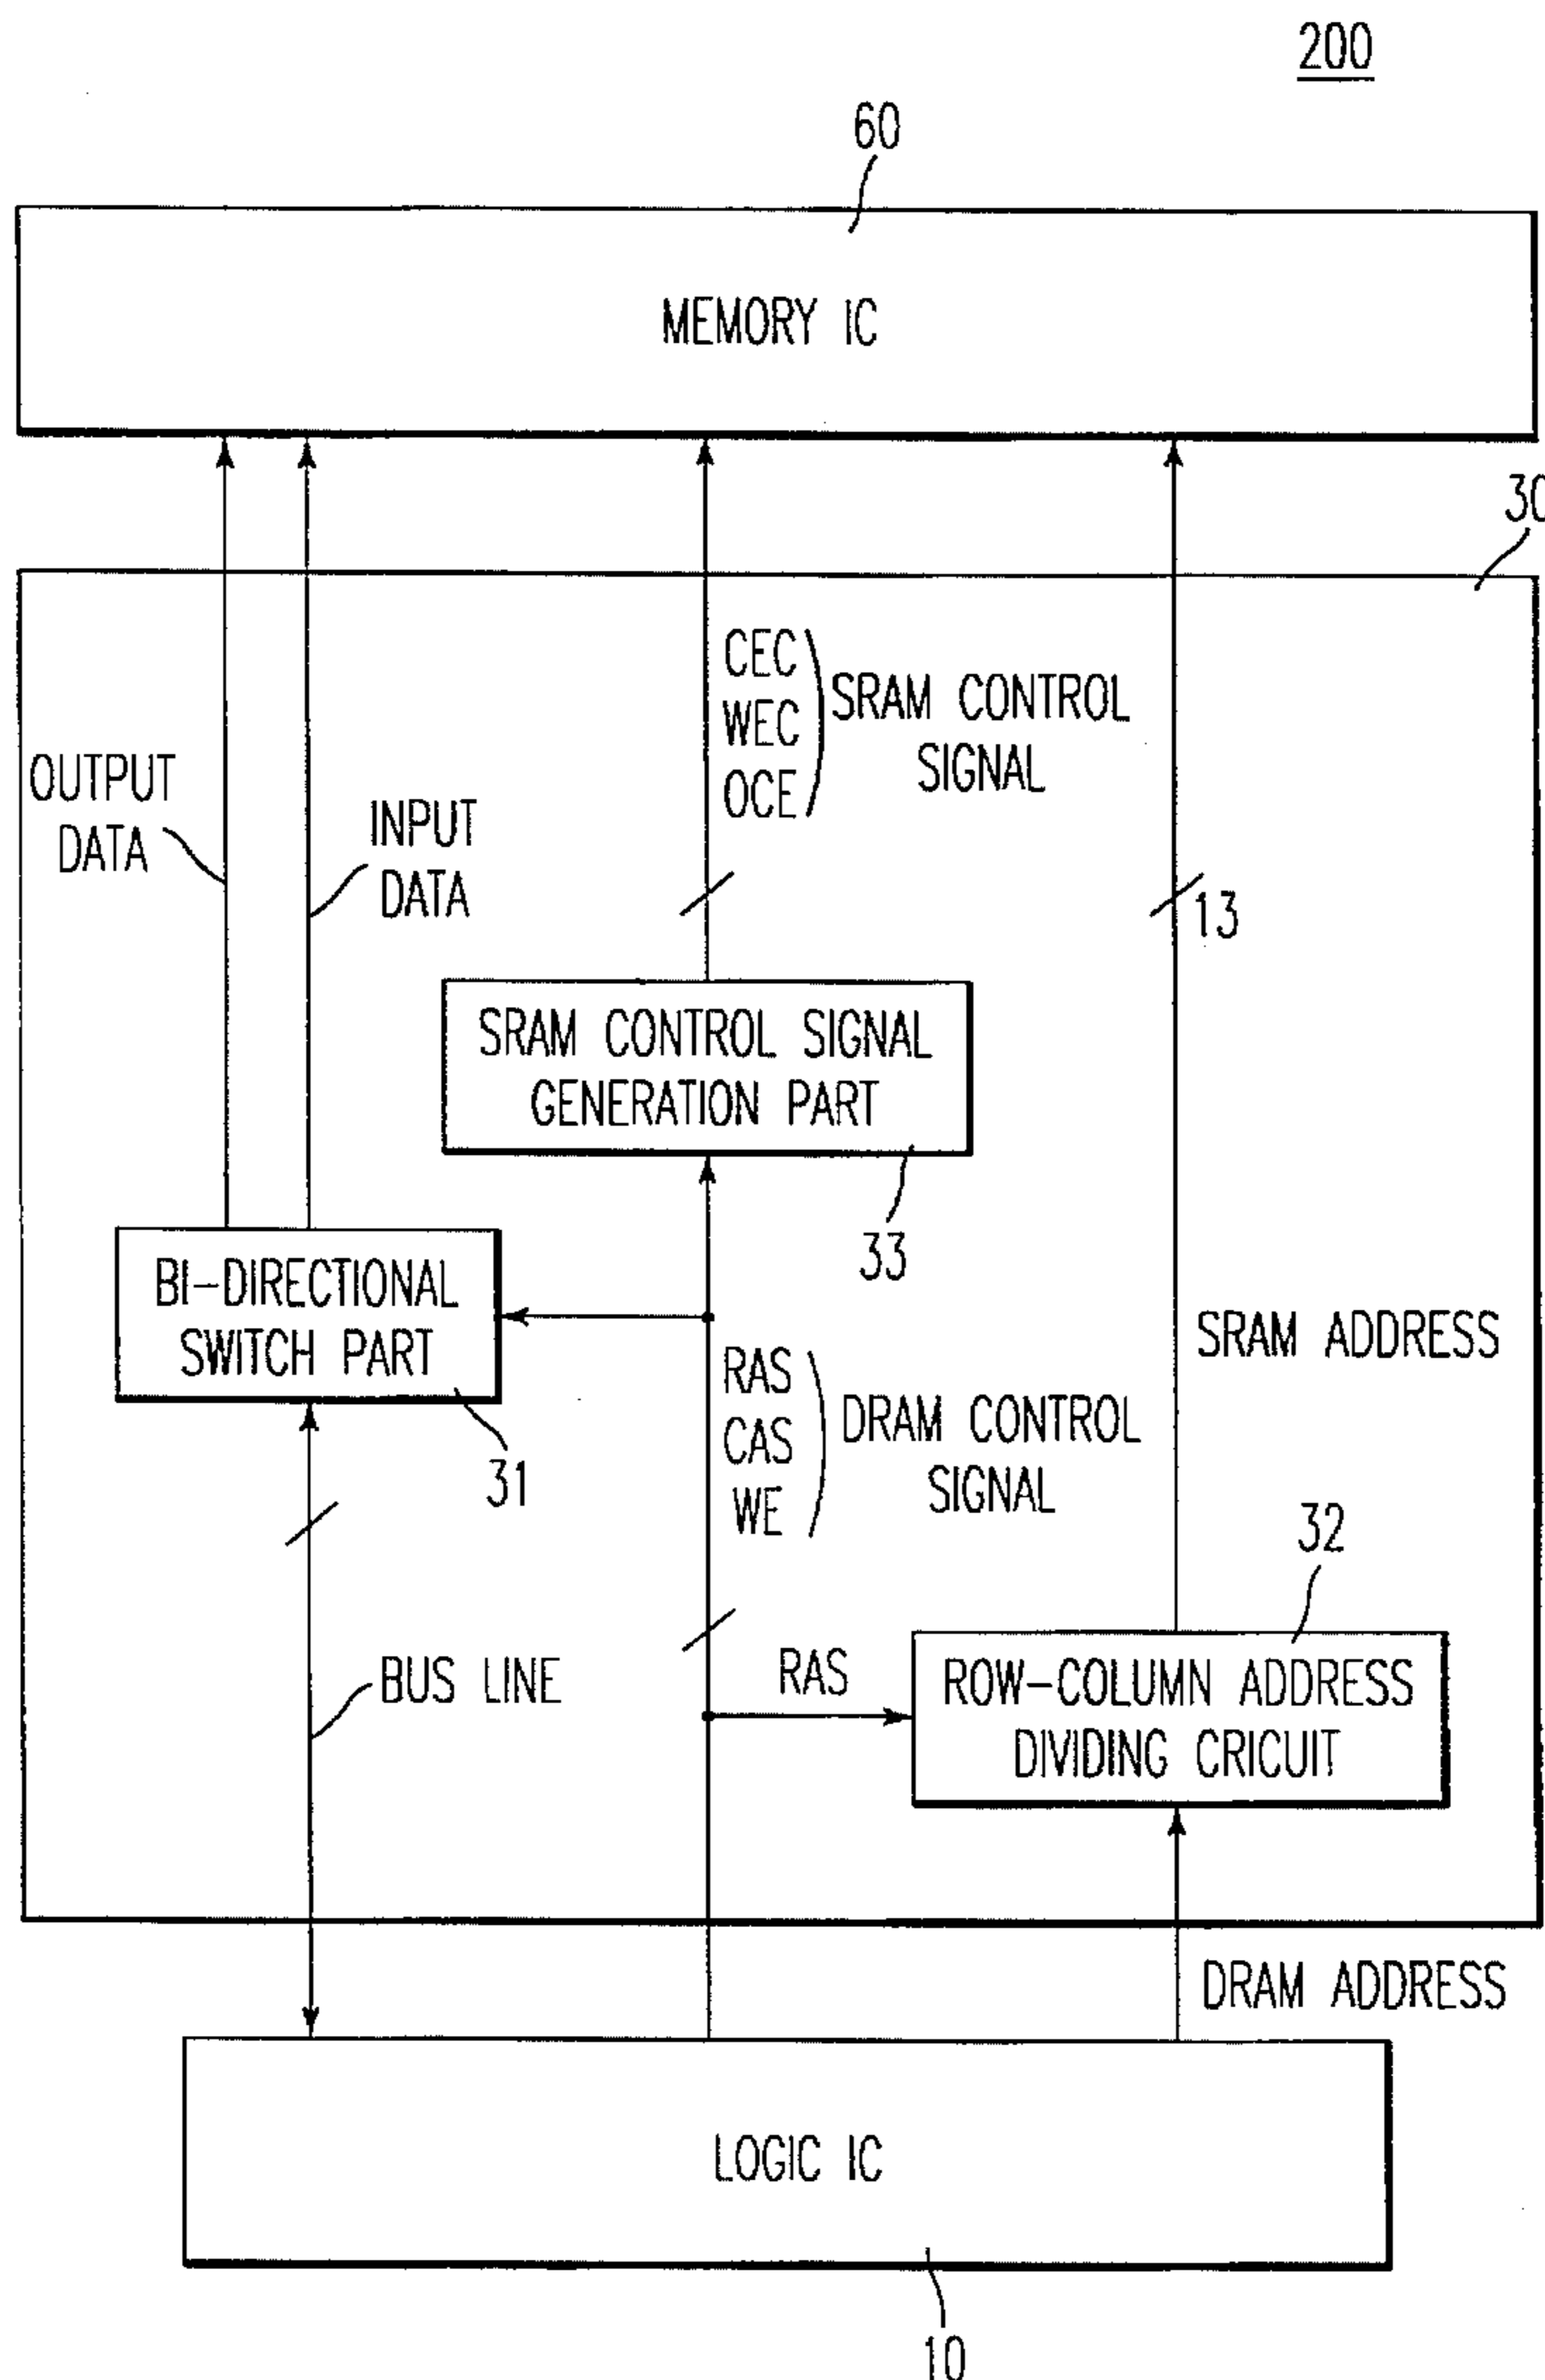 200
60
MEMORY IC
30
CEC
WEC
OCE
SRAM CONTROL
SIGNAL
OUTPUT
DATA
INPUT
DATA
13
SRAM CONTROL SIGNAL
GENERATION PART
33
BI-DIRECTIONAL
SWITCH PART
31
SRAM ADDRESS
RAS
CAS
WE
DRAM CONTROL
SIGNAL
32
BUS LINE
RAS
ROW-COLUMN ADDRESS
DIVIDING CRICUIT
DRAM ADDRESS
LOGIC IC
10